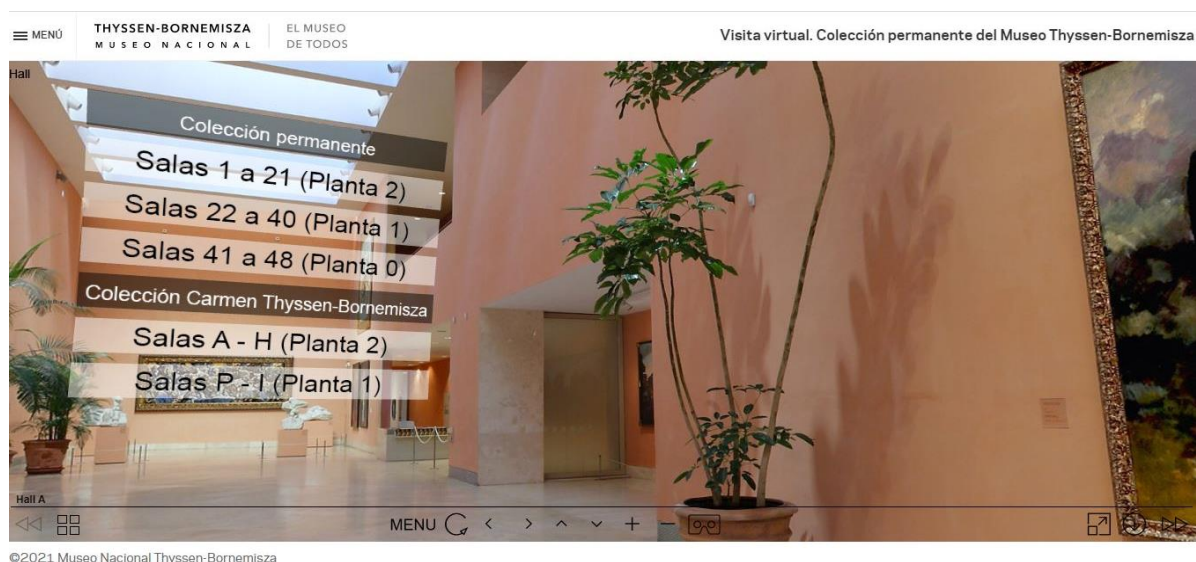 MENÚ
THYSSEN-BORNEMISZA
MUSEO NACIONAL
EL MUSEO
DE TODOS
Visita virtual. Colección permanente del Museo Thyssen-Bornemisza
Hall
Colección permanente
Salas 1 a 21 (Planta 2)
Salas 22 a 40 (Planta 1)
Salas 41 a 48 (Planta 0)
Colección Carmen Thyssen-Bornemisza
Salas A - H (Planta 2)
Salas P - I (Planta 1)
Hall A
MENU
©2021 Museo Nacional Thyssen-Bornemisza